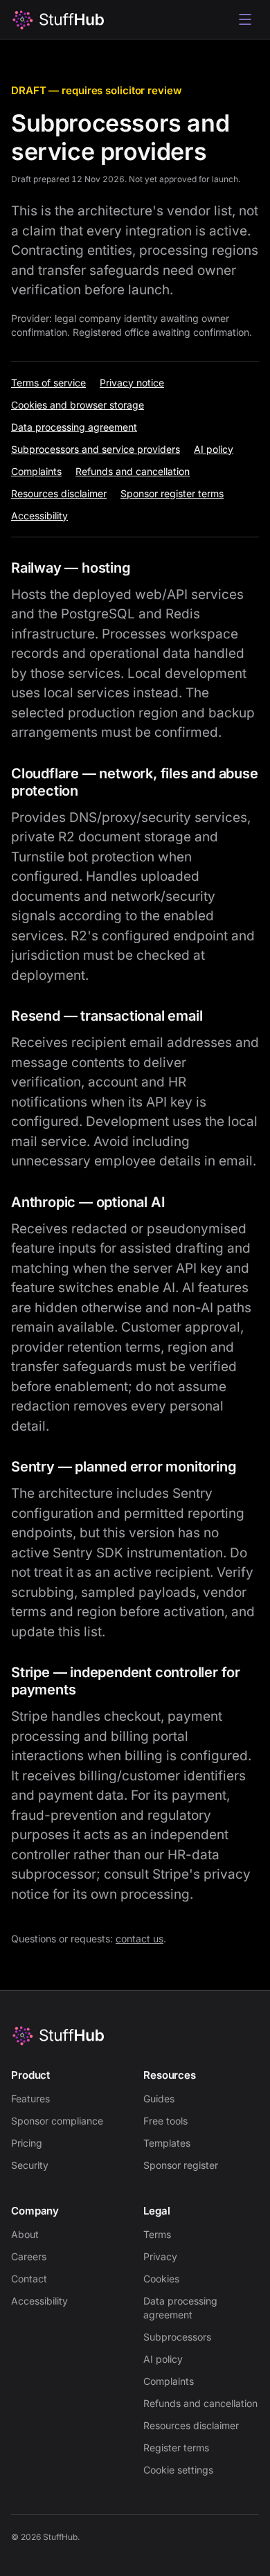 StuffHub
DRAFT — requires solicitor review
Subprocessors and
service providers
Draft prepared 12 Nov 2026. Not yet approved for launch.
This is the architecture's vendor list, not
a claim that every integration is active.
Contracting entities, processing regions
and transfer safeguards need owner
verification before launch.
Provider: legal company identity awaiting owner
confirmation. Registered office awaiting confirmation.
Terms of service Privacy notice
Cookies and browser storage
Data processing agreement
Subprocessors and service providers AI policy
Complaints Refunds and cancellation
Resources disclaimer Sponsor register terms
Accessibility
Railway — hosting
Hosts the deployed web/API services
and the PostgreSQL and Redis
infrastructure. Processes workspace
records and operational data handled
by those services. Local development
uses local services instead. The
selected production region and backup
arrangements must be confirmed.
Cloudflare — network, files and abuse
protection
Provides DNS/proxy/security services,
private R2 document storage and
Turnstile bot protection when
configured. Handles uploaded
documents and network/security
signals according to the enabled
services. R2's configured endpoint and
jurisdiction must be checked at
deployment.
Resend — transactional email
Receives recipient email addresses and
message contents to deliver
verification, account and HR
notifications when its API key is
configured. Development uses the local
mail service. Avoid including
unnecessary employee details in email.
Anthropic — optional AI
Receives redacted or pseudonymised
feature inputs for assisted drafting and
matching when the server API key and
feature switches enable AI. AI features
are hidden otherwise and non-AI paths
remain available. Customer approval,
provider retention terms, region and
transfer safeguards must be verified
before enablement; do not assume
redaction removes every personal
detail.
Sentry — planned error monitoring
The architecture includes Sentry
configuration and permitted reporting
endpoints, but this version has no
active Sentry SDK instrumentation. Do
not treat it as an active recipient. Verify
scrubbing, sampled payloads, vendor
terms and region before activation, and
update this list.
Stripe — independent controller for
payments
Stripe handles checkout, payment
processing and billing portal
interactions when billing is configured.
It receives billing/customer identifiers
and payment data. For its payment,
fraud-prevention and regulatory
purposes it acts as an independent
controller rather than our HR-data
subprocessor; consult Stripe's privacy
notice for its own processing.
Questions or requests: contact us.
StuffHub
Product
Features
Sponsor compliance
Pricing
Security
Resources
Guides
Free tools
Templates
Sponsor register
Company
About
Careers
Contact
Accessibility
Legal
Terms
Privacy
Cookies
Data processing
agreement
Subprocessors
AI policy
Complaints
Refunds and cancellation
Resources disclaimer
Register terms
Cookie settings
© 2026 StuffHub.